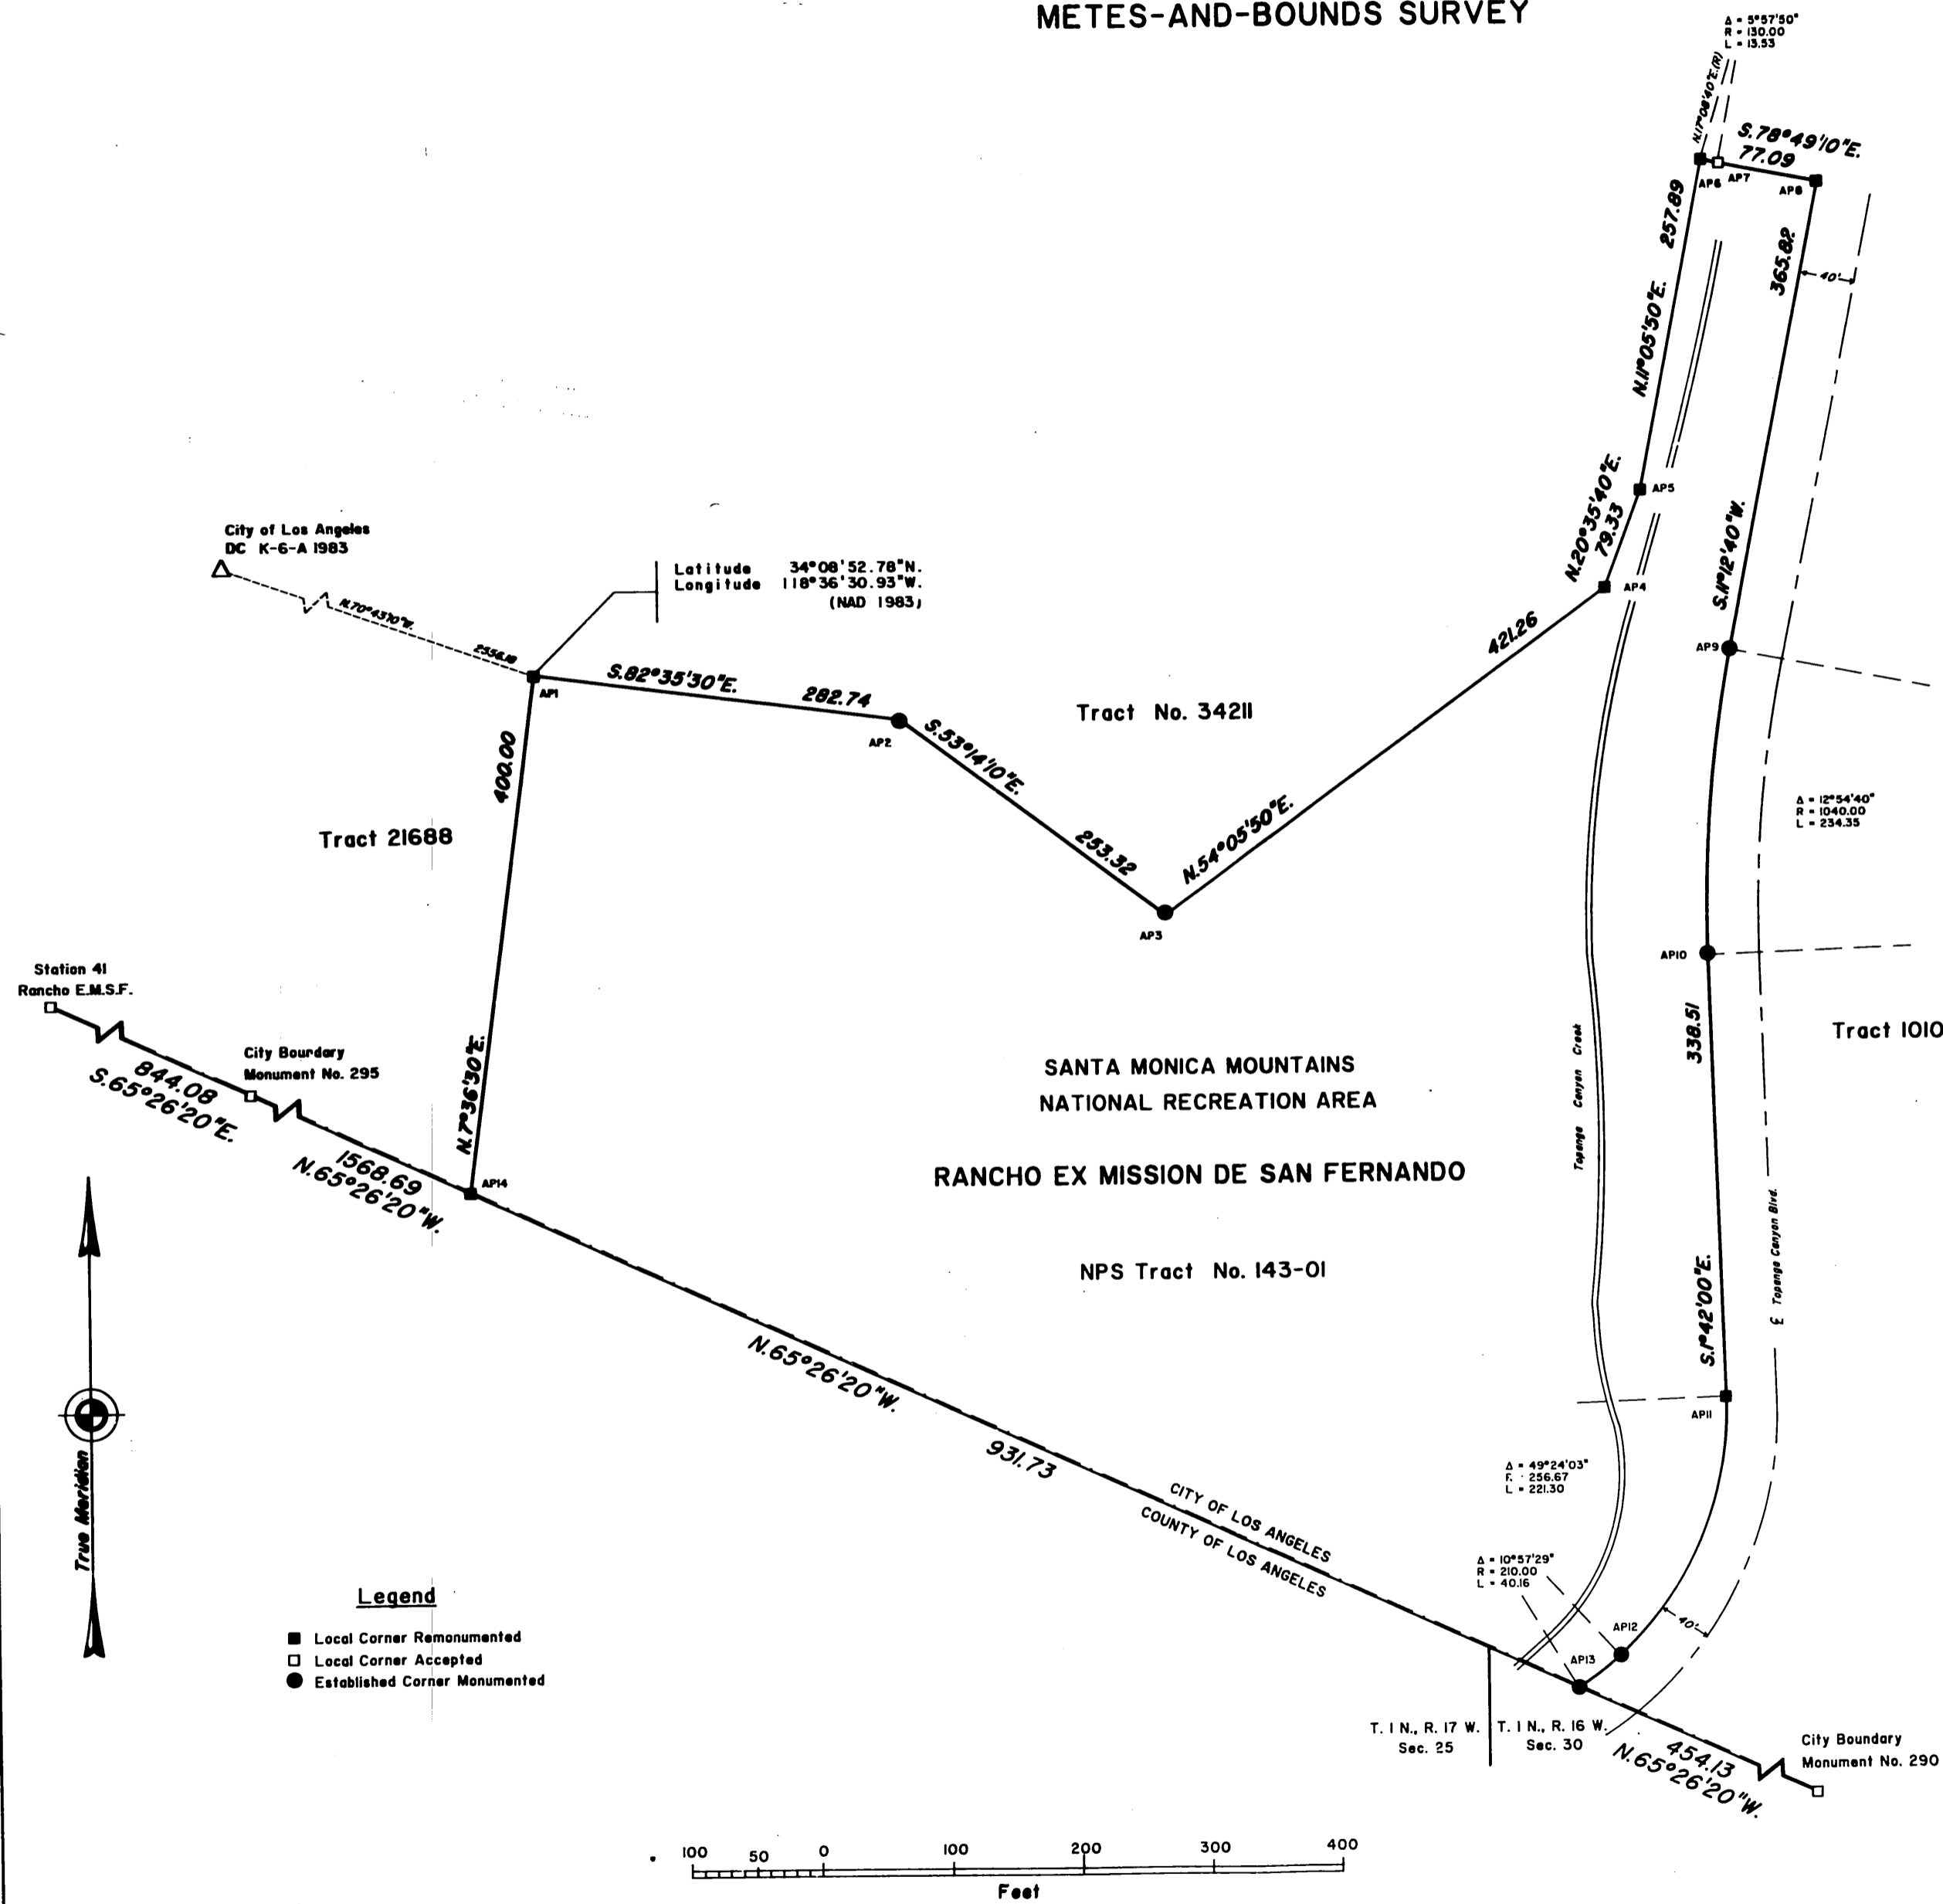 METES-AND-BOUNDS SURVEY
Δ = 5°57'50"
R = 130.00
L = 13.53
N.17°08'40"E.(R)
S.78°49'10"E.
77.09
AP6
AP7
AP8
257.89
N.11°05'50"E.
365.82
40'
S.11°12'40"W.
AP5
N.20°35'40"E.
79.33
AP4
AP9
City of Los Angeles
DC K-6-A 1983
N.70°43'10"W.
2556.18
Latitude 34°08'52.78"N.
Longitude 118°36'30.93"W.
(NAD 1983)
AP1
S.82°35'30"E.
282.74
AP2
S.53°14'10"E.
253.32
AP3
N.54°05'50"E.
421.26
Tract No. 34211
400.00
N.7°36'30"E.
Tract 21688
Δ = 12°54'40"
R = 1040.00
L = 234.35
AP10
338.51
S.1°42'00"E.
Tract 1010
Station 41
Rancho E.M.S.F.
City Boundary
Monument No. 295
844.08
S.65°26'20"E.
1568.69
N.65°26'20"W.
AP14
SANTA MONICA MOUNTAINS
NATIONAL RECREATION AREA
RANCHO EX MISSION DE SAN FERNANDO
NPS Tract No. 143-01
Topanga Canyon Creek
℄ Topanga Canyon Blvd.
AP11
N.65°26'20"W.
931.73
CITY OF LOS ANGELES
COUNTY OF LOS ANGELES
Δ = 49°24'03"
256.67
L = 221.30
Δ = 10°57'29"
R = 210.00
L = 40.16
AP12
40'
AP13
True Meridian
Legend
Local Corner Remonumented
Local Corner Accepted
Established Corner Monumented
T. 1 N., R. 17 W.
Sec. 25
T. 1 N., R. 16 W.
Sec. 30
454.13
N.65°26'20"W.
City Boundary
Monument No. 290
100 50 0 100 200 300 400
Feet